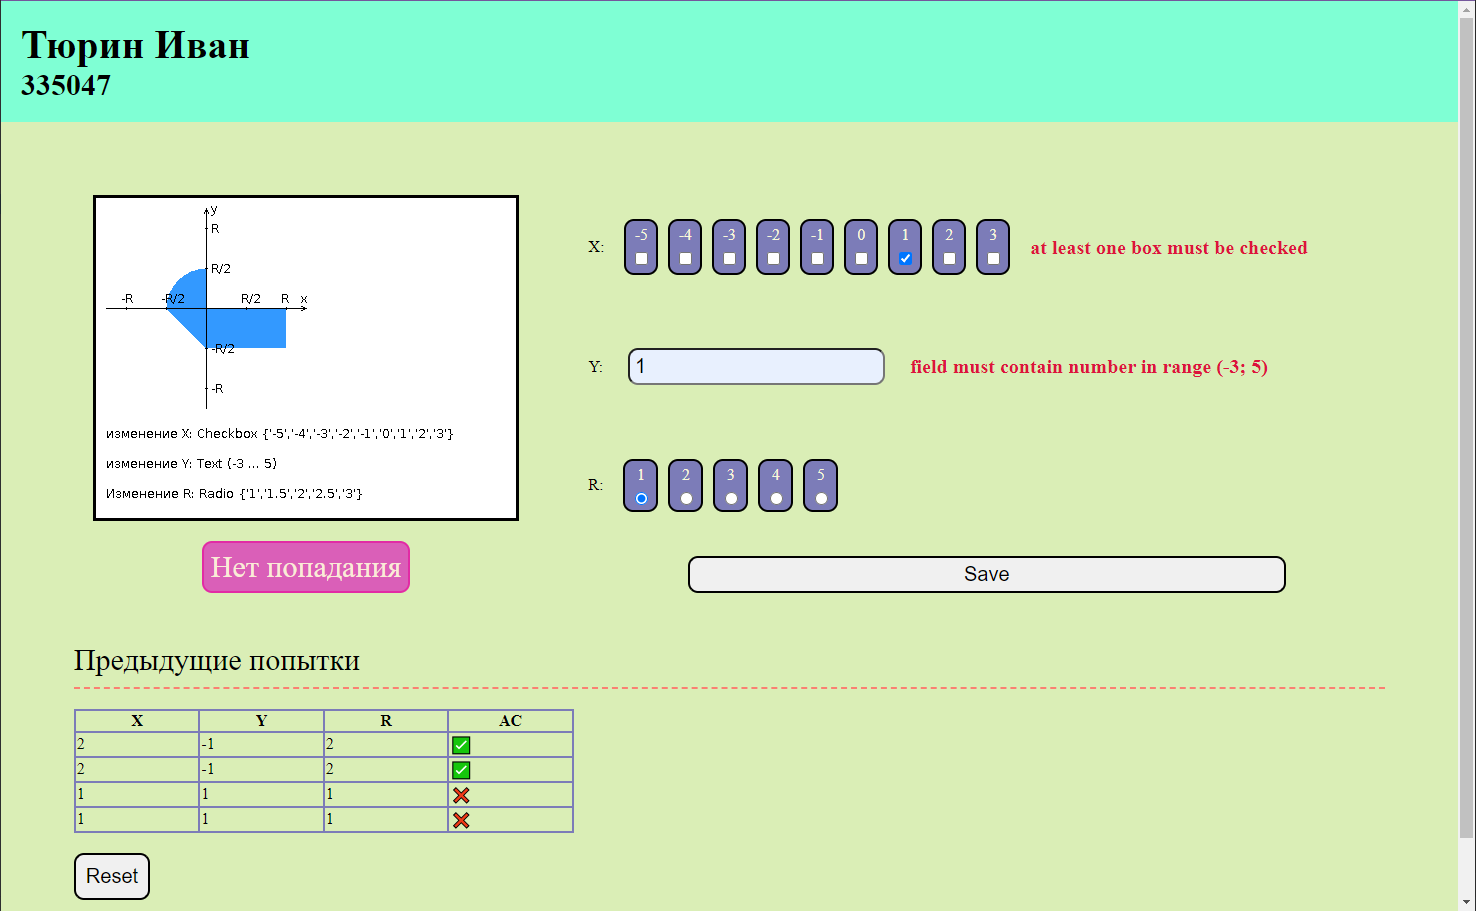 Тюрин Иван
335047
y
R
R/2
-R -R/2 R/2 R x
-R/2
-R
изменение X: Checkbox {'-5','-4','-3','-2','-1','0','1','2','3'}
изменение Y: Text (-3 ... 5)
Изменение R: Radio {'1','1.5','2','2.5','3'}
Нет попадания
X: -5 -4 -3 -2 -1 0 1 2 3 at least one box must be checked
Y: 1 field must contain number in range (-3; 5)
R: 1 2 3 4 5
Save
Предыдущие попытки
X Y R AC
2 -1 2
2 -1 2
1 1 1
1 1 1
Reset